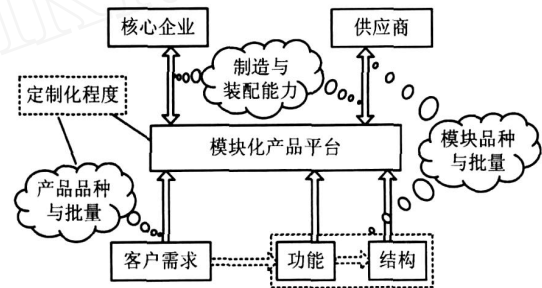 核心企业
供应商
制造与
装配能力
定制化程度
模块化产品平台
模块品种
与批量
产品品种
与批量
客户需求
功能
结构